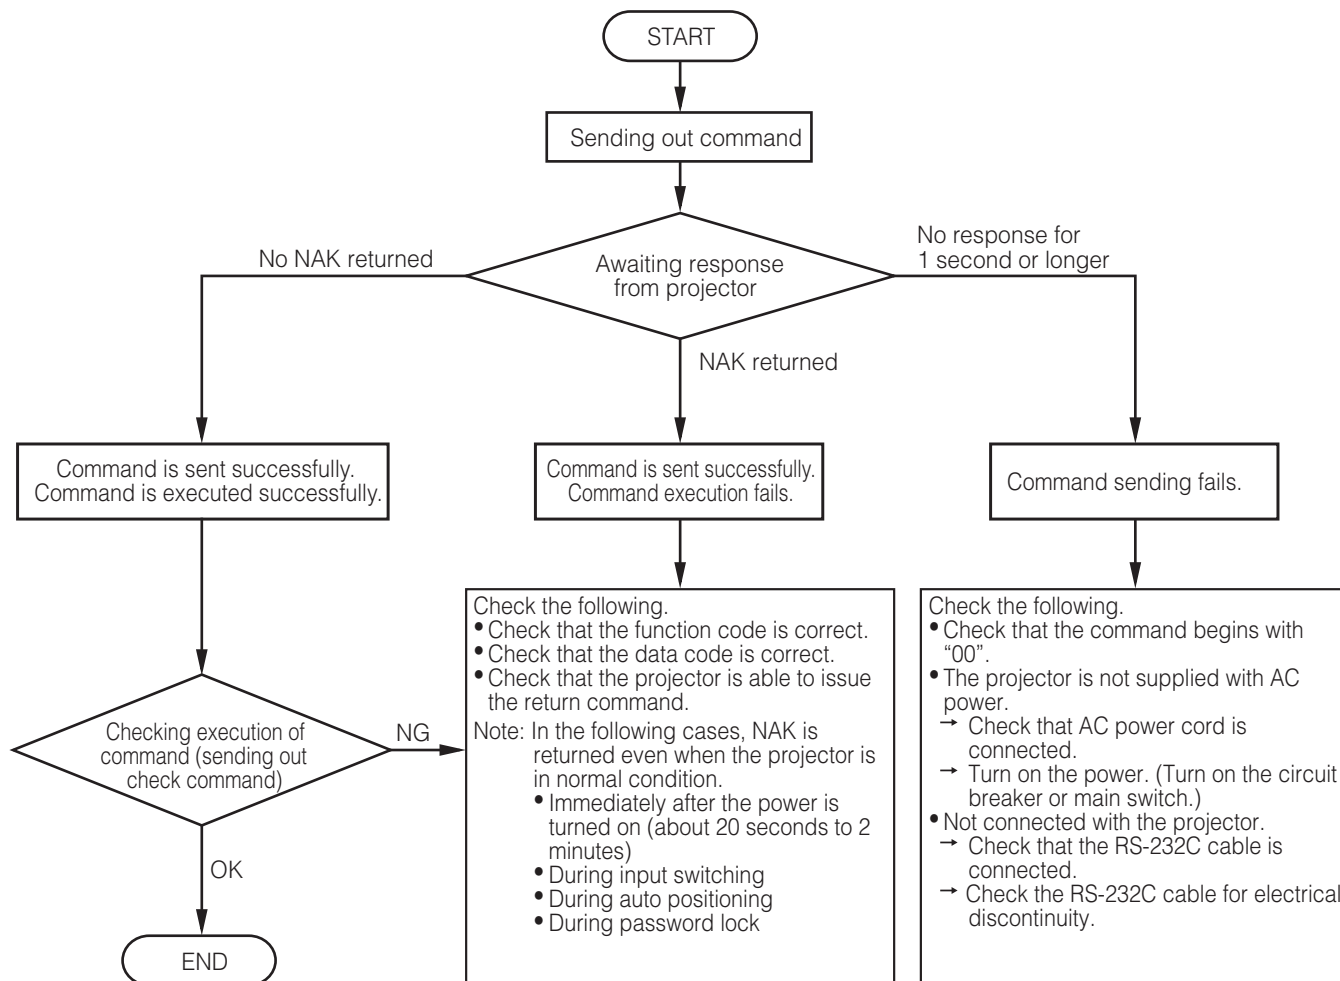 START
Sending out command
Awaiting response
from projector
No NAK returned
No response for
1 second or longer
NAK returned
Command is sent successfully.
Command is executed successfully.
Command is sent successfully.
Command execution fails.
Command sending fails.
Checking execution of
command (sending out
check command)
NG
OK
END
Check the following.
• Check that the function code is correct.
• Check that the data code is correct.
• Check that the projector is able to issue
the return command.
Note: In the following cases, NAK is
returned even when the projector is
in normal condition.
• Immediately after the power is
turned on (about 20 seconds to 2
minutes)
• During input switching
• During auto positioning
• During password lock
Check the following.
• Check that the command begins with
“00”.
• The projector is not supplied with AC
power.
→ Check that AC power cord is
connected.
→ Turn on the power. (Turn on the circuit
breaker or main switch.)
• Not connected with the projector.
→ Check that the RS-232C cable is
connected.
→ Check the RS-232C cable for electrical
discontinuity.